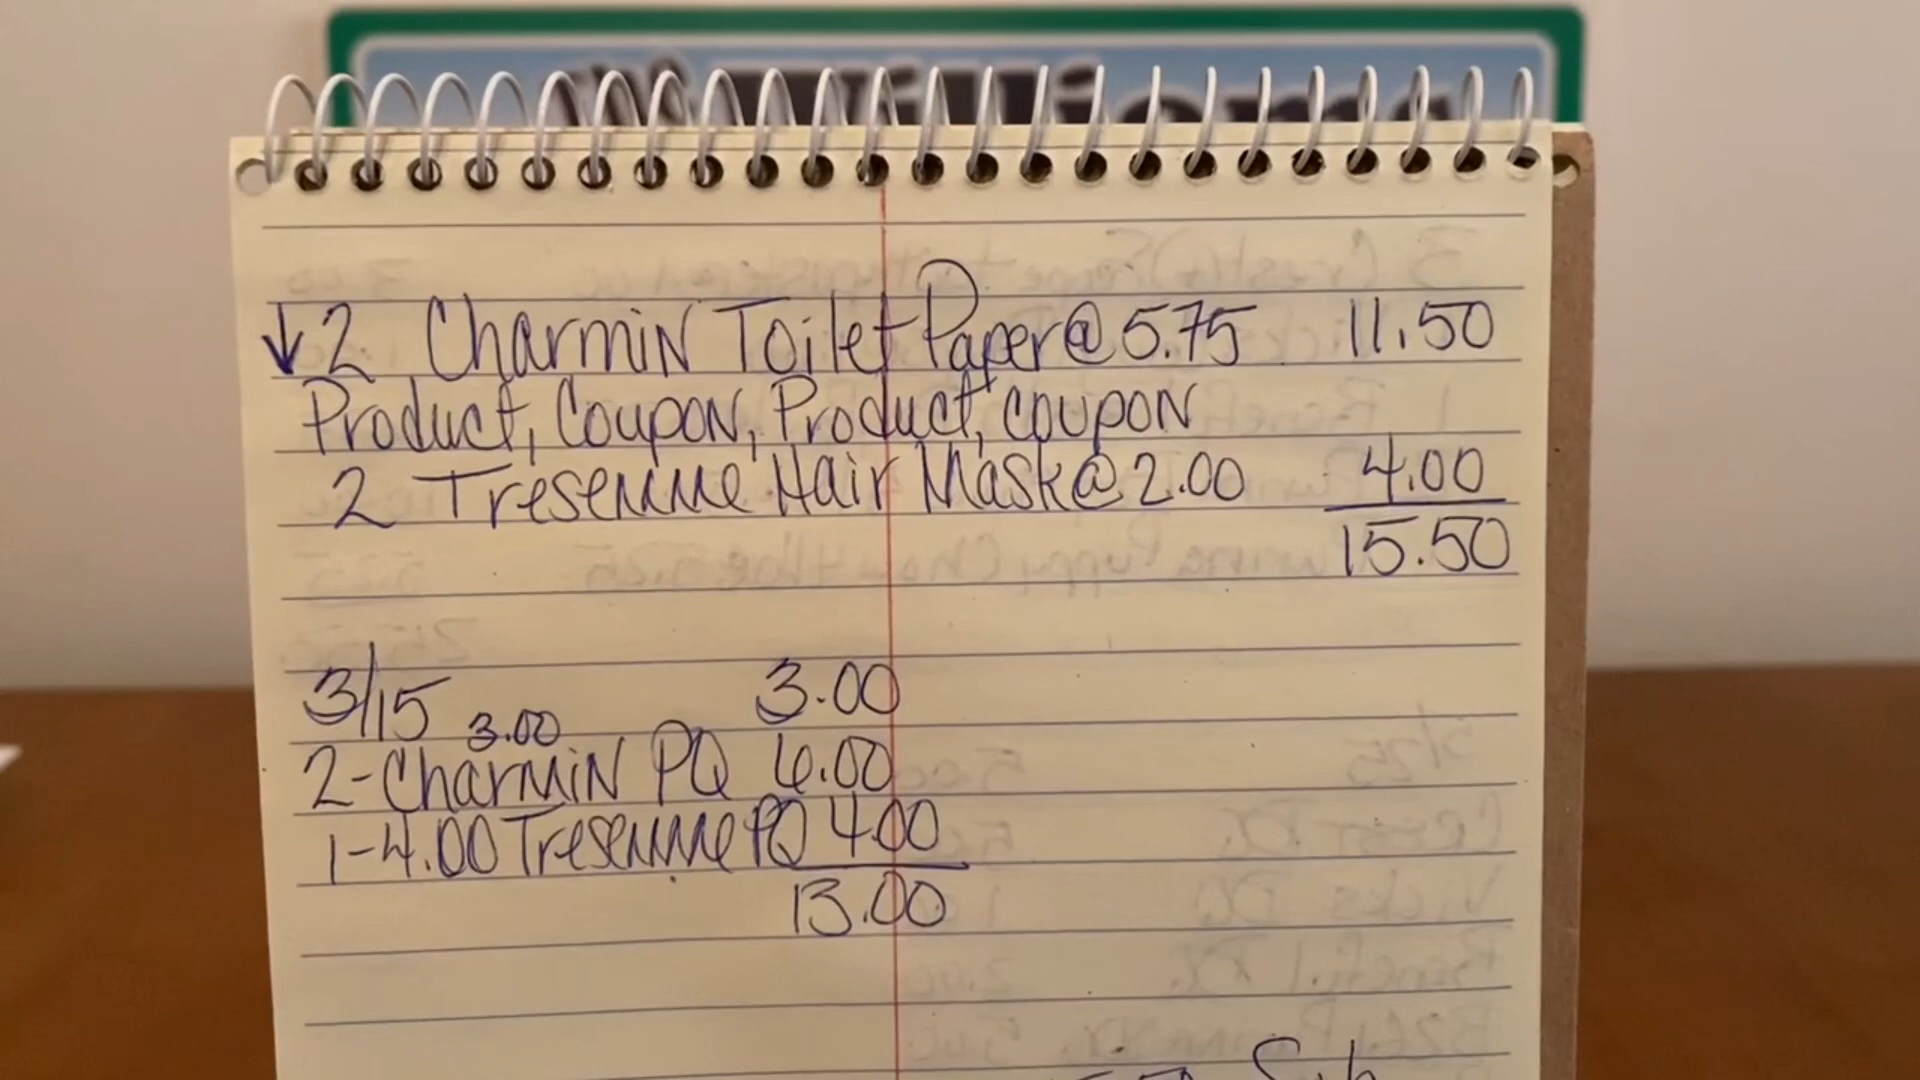 ↓ 2 Charmin Toilet Paper @ 5.75 11.50
Product, Coupon, Product, coupon
2 Tresemme Hair Mask @ 2.00 4.00
15.50
3/15 3.00
3.00
2-Charmin PQ 6.00
1-4.00 Tresemme PQ 4.00
13.00
Sub